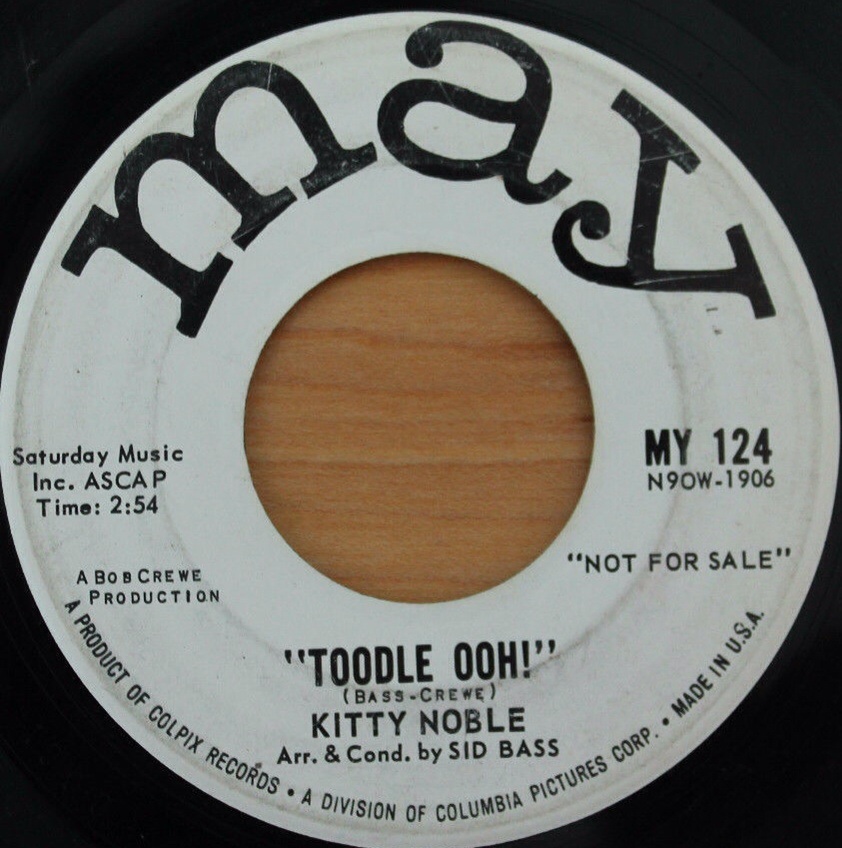 may
Saturday Music
Inc. ASCAP
Time: 2:54
MY 124
N9OW-1906
"NOT FOR SALE"
A BOB CREWE
PRODUCTION
"TOODLE OOH!"
(BASS-CREWE)
KITTY NOBLE
Arr. & Cond. by SID BASS
A PRODUCT OF COLPIX RECORDS • A DIVISION OF COLUMBIA PICTURES CORP. • MADE IN U.S.A.